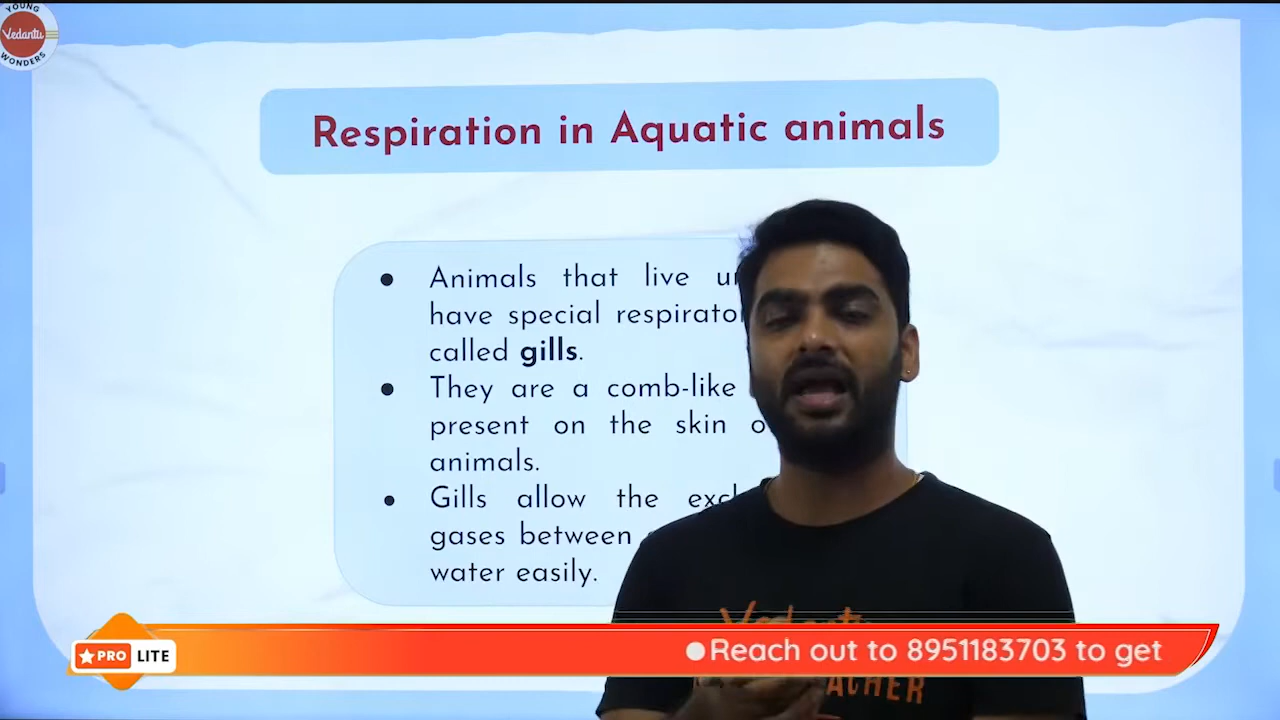 YOUNG
Vedantu
WONDERS
Respiration in Aquatic animals
• Animals that live
have special
called gills.
• They are a comb-like
present on the skin
animals.
• Gills allow the
gases between
water easily.
Vedantu
PRO LITE
Reach out to 8951183703 to get